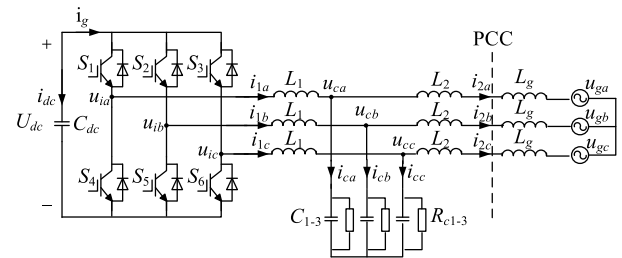 i_g
PCC
+
S_1 S_2 S_3
i_dc
U_dc C_dc
u_ia
u_ib
u_ic
i_1a L_1 u_ca L_2 i_2a L_g u_ga
i_1b L_1 u_cb L_2 i_2b L_g u_gb
i_1c L_1 u_cc L_2 i_2c L_g u_gc
S_4 S_5 S_6
i_ca i_cb i_cc
C_1-3 R_c1-3
−